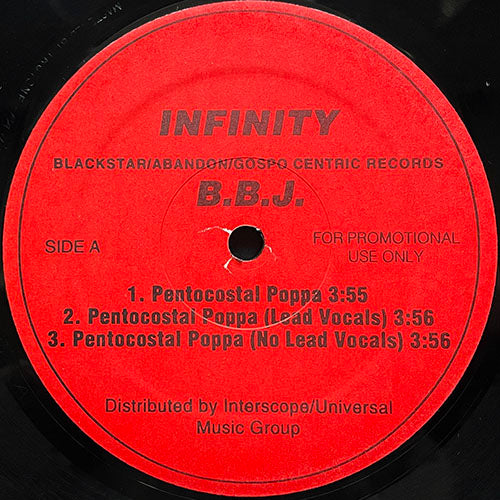 INFINITY
BLACKSTAR/ABANDON/GOSPO CENTRIC RECORDS
B.B.J.
SIDE A
FOR PROMOTIONAL
USE ONLY
1. Pentocostal Poppa 3:55
2. Pentocostal Poppa (Lead Vocals) 3:56
3. Pentocostal Poppa (No Lead Vocals) 3:56
Distributed by Interscope/Universal
Music Group